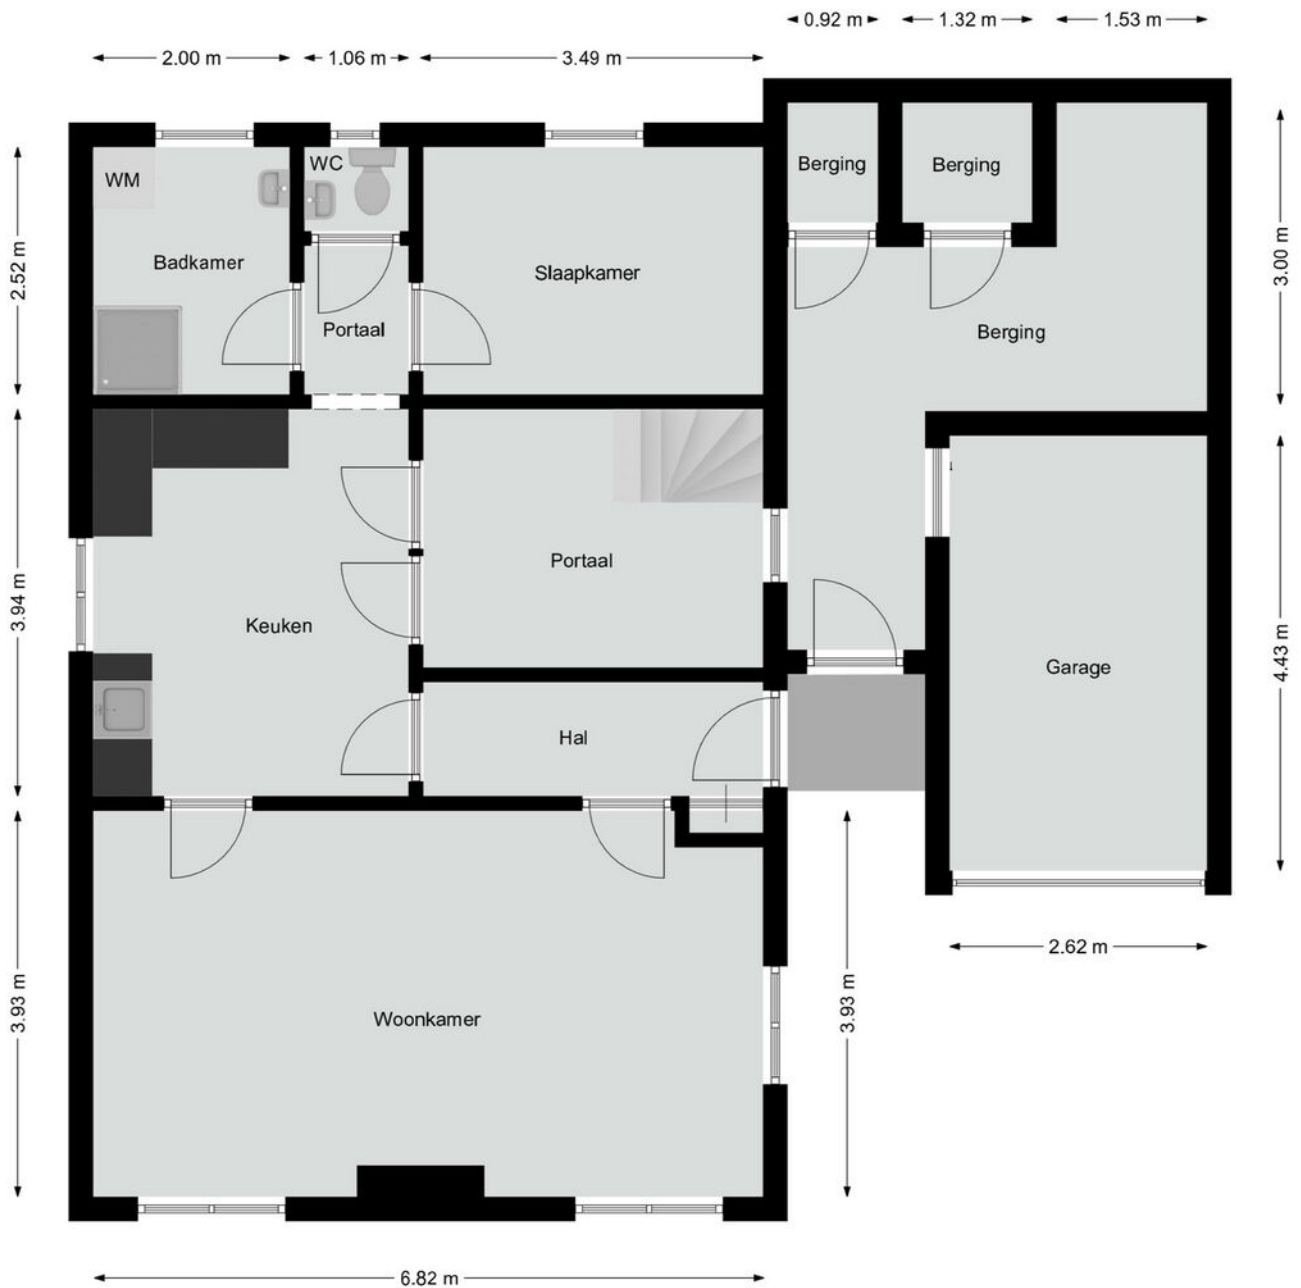 0.92 m
1.32 m
1.53 m
2.00 m
1.06 m
3.49 m
WM
WC
Berging
Berging
Badkamer
Slaapkamer
2.52 m
3.00 m
Portaal
Berging
Portaal
Keuken
3.94 m
Garage
4.43 m
Hal
2.62 m
Woonkamer
3.93 m
3.93 m
6.82 m